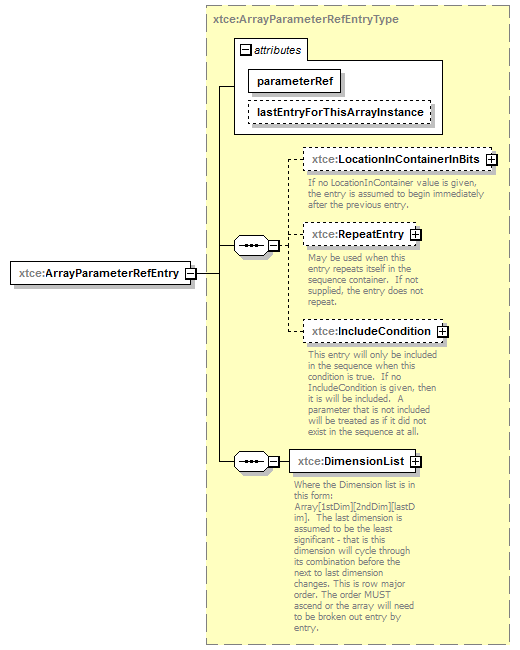 xtce:ArrayParameterRefEntryType
attributes
parameterRef
lastEntryForThisArrayInstance
xtce:LocationInContainerInBits
If no LocationInContainer value is given,
the entry is assumed to begin immediately
after the previous entry.
xtce:RepeatEntry
May be used when this
entry repeats itself in the
sequence container.  If not
supplied, the entry does not
repeat.
xtce:ArrayParameterRefEntry
xtce:IncludeCondition
This entry will only be included
in the sequence when this
condition is true.  If no
IncludeCondition is given, then
it is will be included.  A
parameter that is not included
will be treated as if it did not
exist in the sequence at all.
xtce:DimensionList
Where the Dimension list is in
this form:
Array[1stDim][2ndDim][lastD
im].  The last dimension is
assumed to be the least
significant - that is this
dimension will cycle through
its combination before the
next to last dimension
changes. This is row major
order. The order MUST
ascend or the array will need
to be broken out entry by
entry.